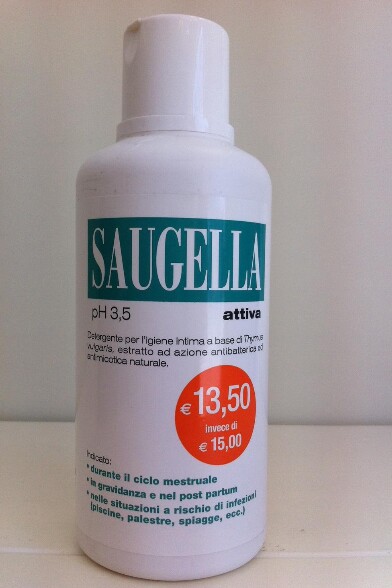 SAUGELLA
pH 3,5 attiva
Detergente per l'igiene intima a base di Thymus
vulgaris, estratto ad azione antibatterica ed
antimicotica naturale.
€ 13,50
invece di
€ 15,00
Indicato:
• durante il ciclo mestruale
• in gravidanza e nel post partum
• nelle situazioni a rischio di infezioni
(piscine, palestre, spiagge, ecc.)